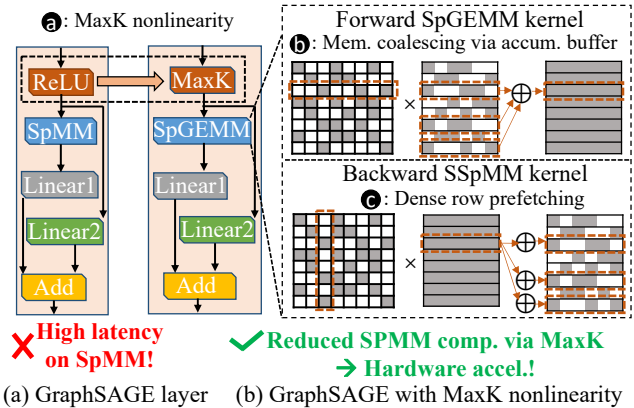 a : MaxK nonlinearity
ReLU
MaxK
SpMM
SpGEMM
Linear1
Linear1
Linear2
Linear2
Add
Add
Forward SpGEMM kernel
b : Mem. coalescing via accum. buffer
×
Backward SSpMM kernel
c : Dense row prefetching
×
High latency
on SpMM!
Reduced SPMM comp. via MaxK
→ Hardware accel.!
(a) GraphSAGE layer
(b) GraphSAGE with MaxK nonlinearity